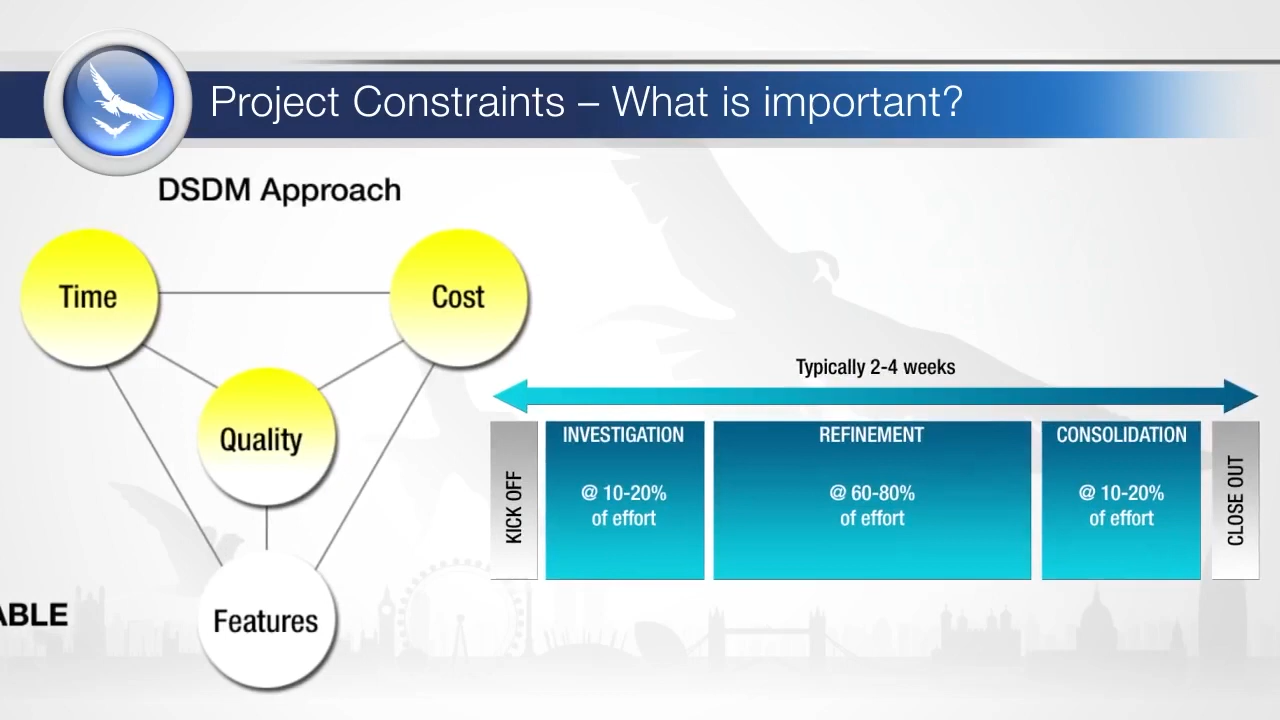 Project Constraints – What is important?
DSDM Approach
Time
Cost
Quality
Features
ABLE
Typically 2-4 weeks
KICK OFF
INVESTIGATION
@ 10-20%
of effort
REFINEMENT
@ 60-80%
of effort
CONSOLIDATION
@ 10-20%
of effort
CLOSE OUT